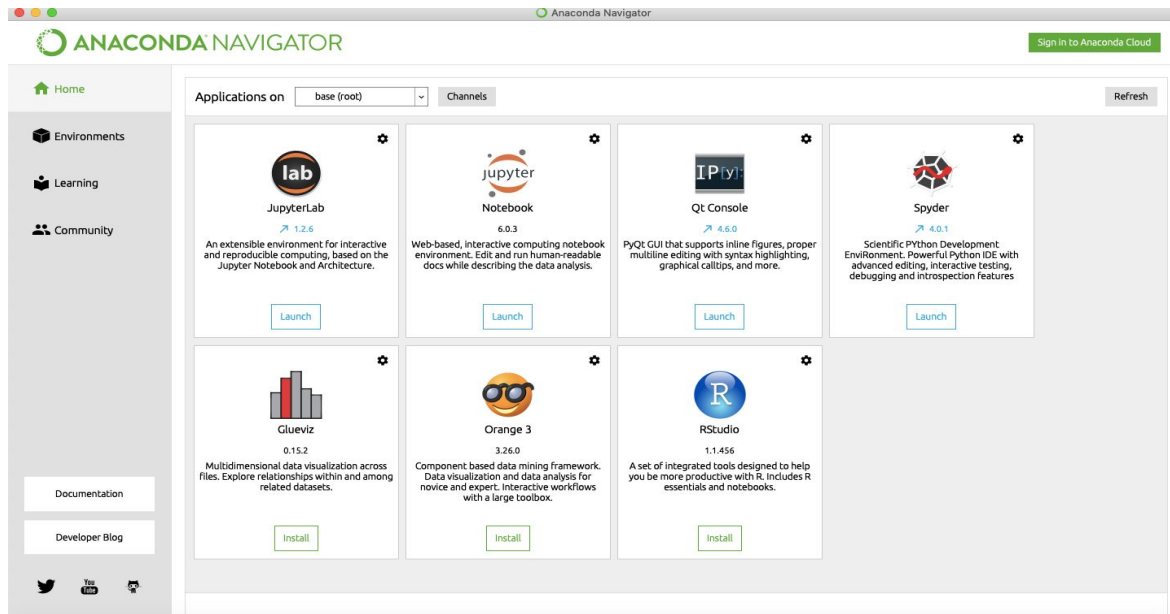 Anaconda Navigator
ANACONDA NAVIGATOR
Sign in to Anaconda Cloud
Home
Environments
Learning
Community
Documentation
Developer Blog
You
Tube
Applications on
base (root)
Channels
Refresh
lab
JupyterLab
1.2.6
An extensible environment for interactive
and reproducible computing, based on the
Jupyter Notebook and Architecture.
Launch
jupyter
Notebook
6.0.3
Web-based, interactive computing notebook
environment. Edit and run human-readable
docs while describing the data analysis.
Launch
IP[y]:
Qt Console
4.6.0
PyQt GUI that supports inline figures, proper
multiline editing with syntax highlighting,
graphical calltips, and more.
Launch
Spyder
4.0.1
Scientific PYthon Development
EnviRonment. Powerful Python IDE with
advanced editing, interactive testing,
debugging and introspection features
Launch
Glueviz
0.15.2
Multidimensional data visualization across
files. Explore relationships within and among
related datasets.
Install
Orange 3
3.26.0
Component based data mining framework.
Data visualization and data analysis for
novice and expert. Interactive workflows
with a large toolbox.
Install
R
RStudio
1.1.456
A set of integrated tools designed to help
you be more productive with R. Includes R
essentials and notebooks.
Install